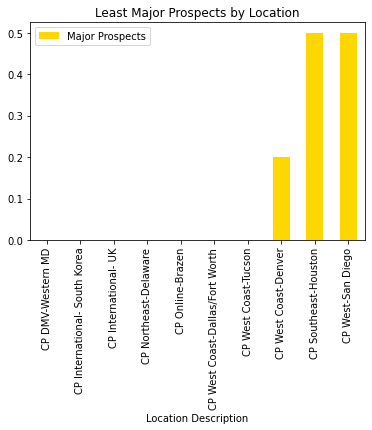 Least Major Prospects by Location
Major Prospects
0.5
0.4
0.3
0.2
0.1
0.0
CP DMV-Western MD
CP International- South Korea
CP International- UK
CP Northeast-Delaware
CP Online-Brazen
CP West Coast-Dallas/Fort Worth
CP West Coast-Tucson
CP West Coast-Denver
CP Southeast-Houston
CP West-San Diego
Location Description